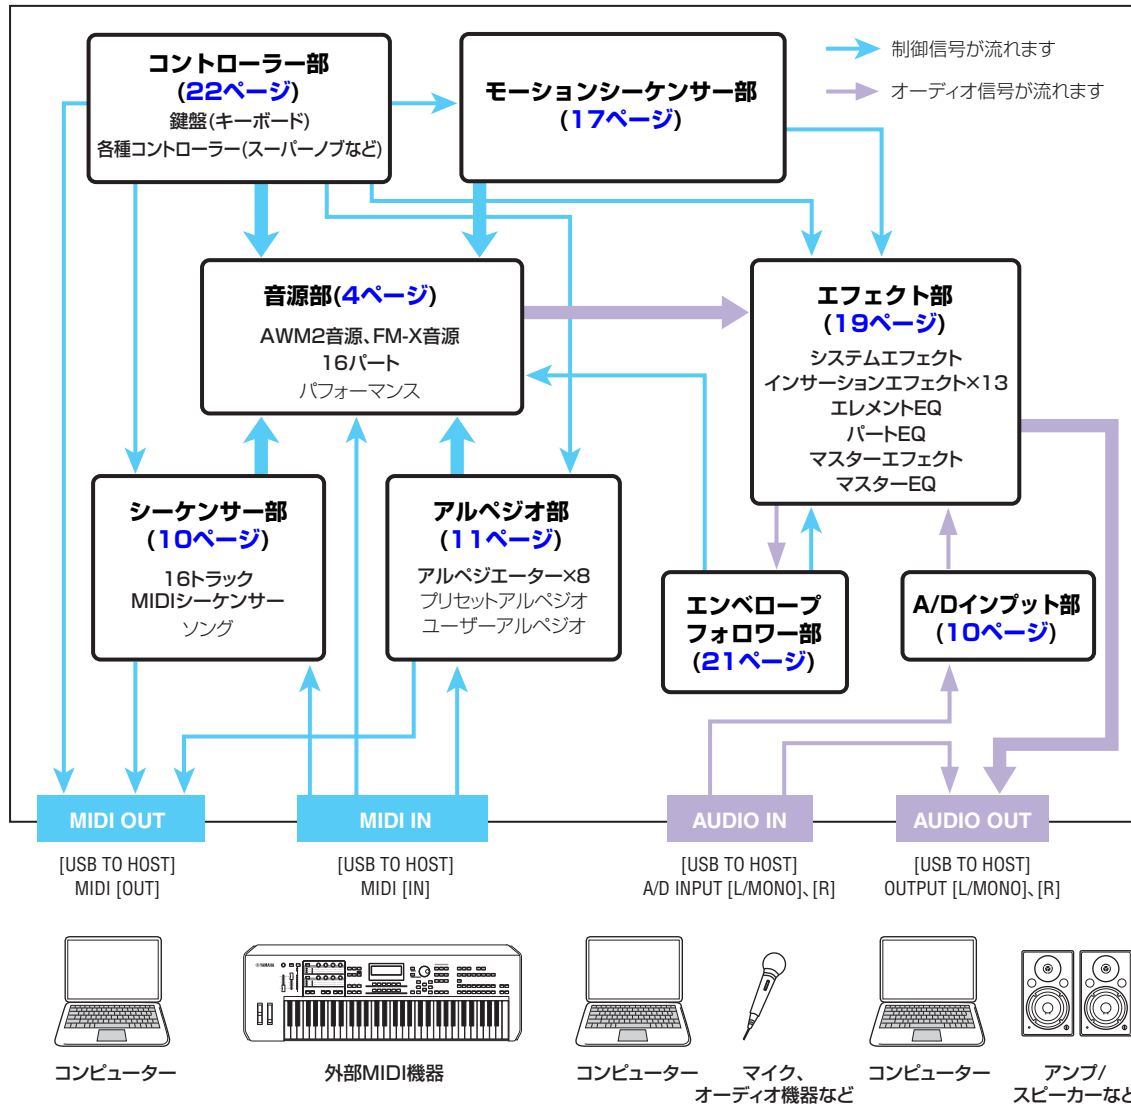 コントローラー部
(22ページ)
鍵盤(キーボード)
各種コントローラー(スーパーノブなど)
モーションシーケンサー部
(17ページ)
制御信号が流れます
オーディオ信号が流れます
音源部(4ページ)
AWM2音源、FM-X音源
16パート
パフォーマンス
エフェクト部
(19ページ)
システムエフェクト
インサーションエフェクト×13
エレメントEQ
パートEQ
マスターエフェクト
マスターEQ
シーケンサー部
(10ページ)
16トラック
MIDIシーケンサー
ソング
アルペジオ部
(11ページ)
アルペジエーター×8
プリセットアルペジオ
ユーザーアルペジオ
エンベロープ
フォロワー部
(21ページ)
A/Dインプット部
(10ページ)
MIDI OUT
MIDI IN
AUDIO IN
AUDIO OUT
[USB TO HOST]
MIDI [OUT]
[USB TO HOST]
MIDI [IN]
[USB TO HOST]
A/D INPUT [L/MONO]、[R]
[USB TO HOST]
OUTPUT [L/MONO]、[R]
YAMAHA
コンピューター
外部MIDI機器
コンピューター
マイク、
オーディオ機器など
コンピューター
アンプ/
スピーカーなど